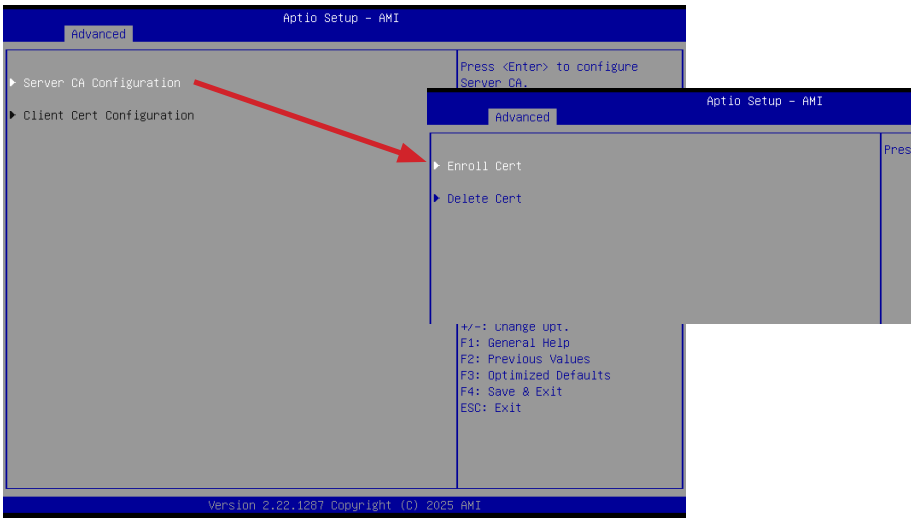 Aptio Setup – AMI
Advanced
Server CA Configuration
Client Cert Configuration
Press <Enter> to configure
Server CA.
Aptio Setup – AMI
Advanced
Enroll Cert
Delete Cert
Pres
+/-: Change Opt.
F1: General Help
F2: Previous Values
F3: Optimized Defaults
F4: Save & Exit
ESC: Exit
Version 2.22.1287 Copyright (C) 2025 AMI